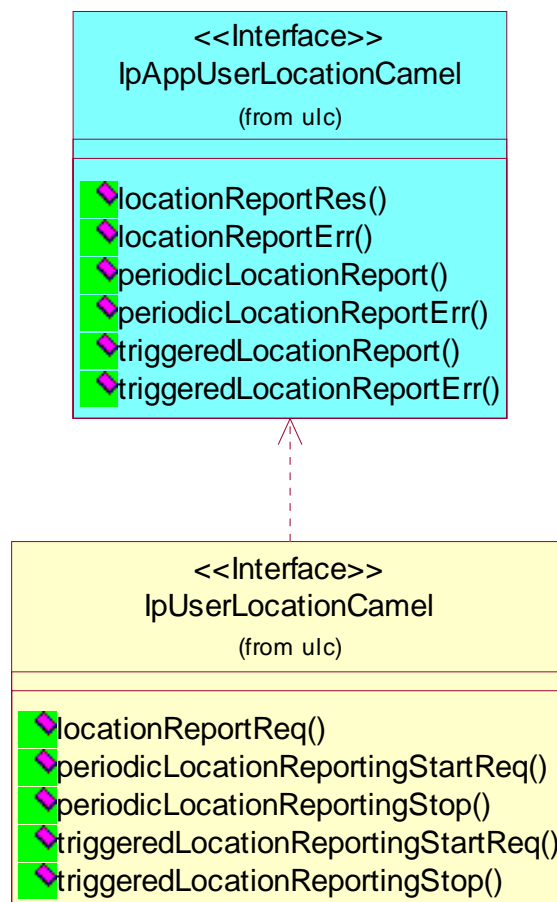 <<Interface>>
IpAppUserLocationCamel
(from ulc)
locationReportRes()
locationReportErr()
periodicLocationReport()
periodicLocationReportErr()
triggeredLocationReport()
triggeredLocationReportErr()
<<Interface>>
IpUserLocationCamel
(from ulc)
locationReportReq()
periodicLocationReportingStartReq()
periodicLocationReportingStop()
triggeredLocationReportingStartReq()
triggeredLocationReportingStop()